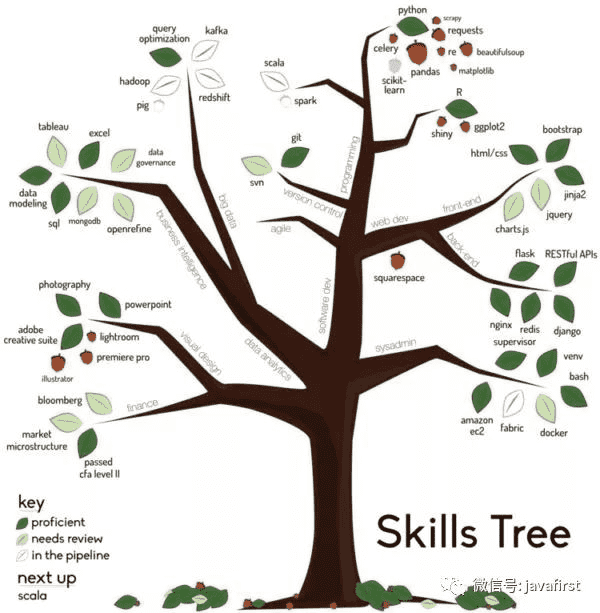 python
scrapy
requests
celery
re
beautifulsoup
scikit-
learn
pandas
matplotlib
query
optimization
kafka
hadoop
redshift
pig
scala
spark
R
shiny
ggplot2
bootstrap
html/css
jinja2
jquery
charts.js
tableau
excel
data
governance
data
modeling
sql
mongodb
openrefine
git
svn
programming
big data
version control
agile
web dev
front-end
back-end
business intelligence
software dev
data analytics
squarespace
flask
RESTful APIs
nginx
redis
django
supervisor
photography
powerpoint
adobe
creative suite
lightroom
premiere pro
illustrator
visual design
sysadmin
venv
bash
amazon
ec2
fabric
docker
bloomberg
finance
market
microstructure
passed
cfa level II
key
proficient
needs review
in the pipeline
next up
scala
Skills Tree
微信号: javafirst